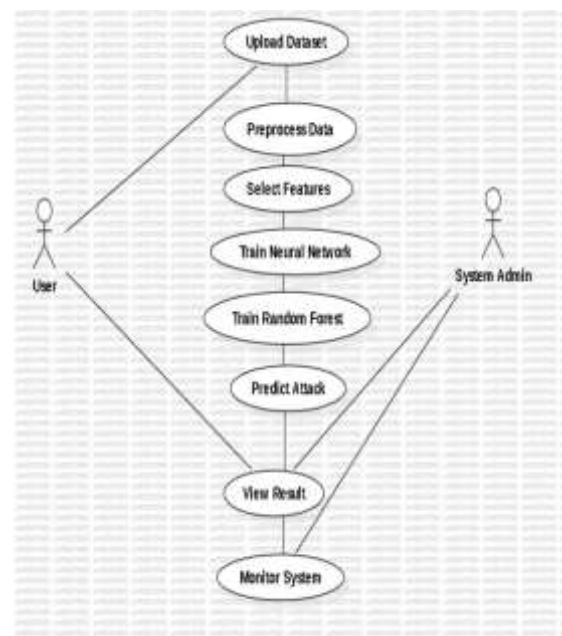 Upload Dataset
Preprocess Data
Select Features
Train Neural Network
System Admin
User
Train Random Forest
Predict Attack
View Result
Monitor System